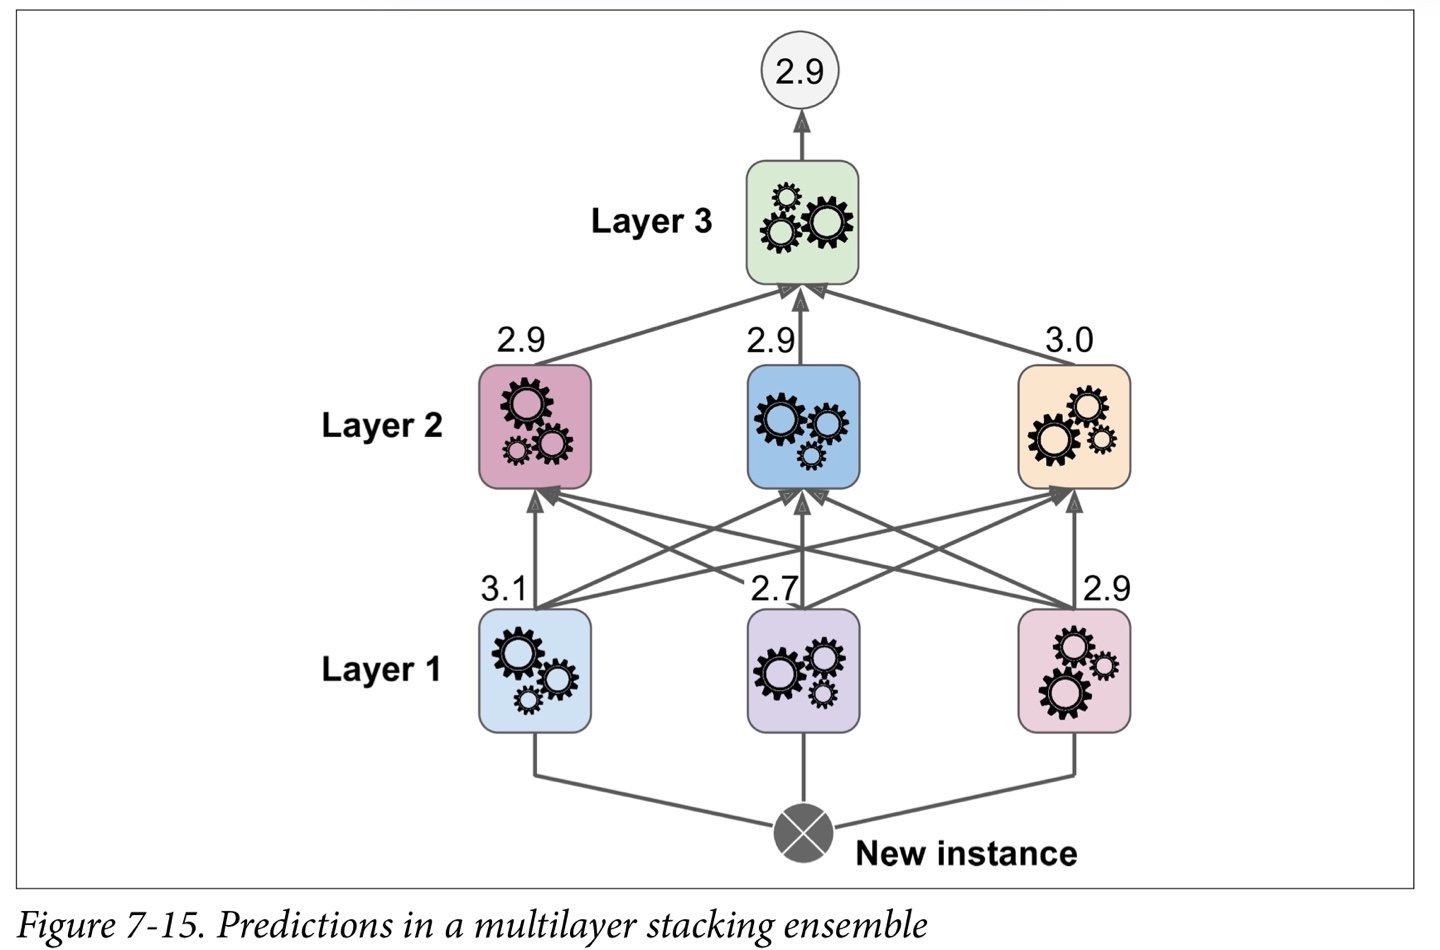 2.9
Layer 3
2.9 2.9 3.0
Layer 2
3.1 2.7 2.9
Layer 1
New instance
Figure 7-15. Predictions in a multilayer stacking ensemble